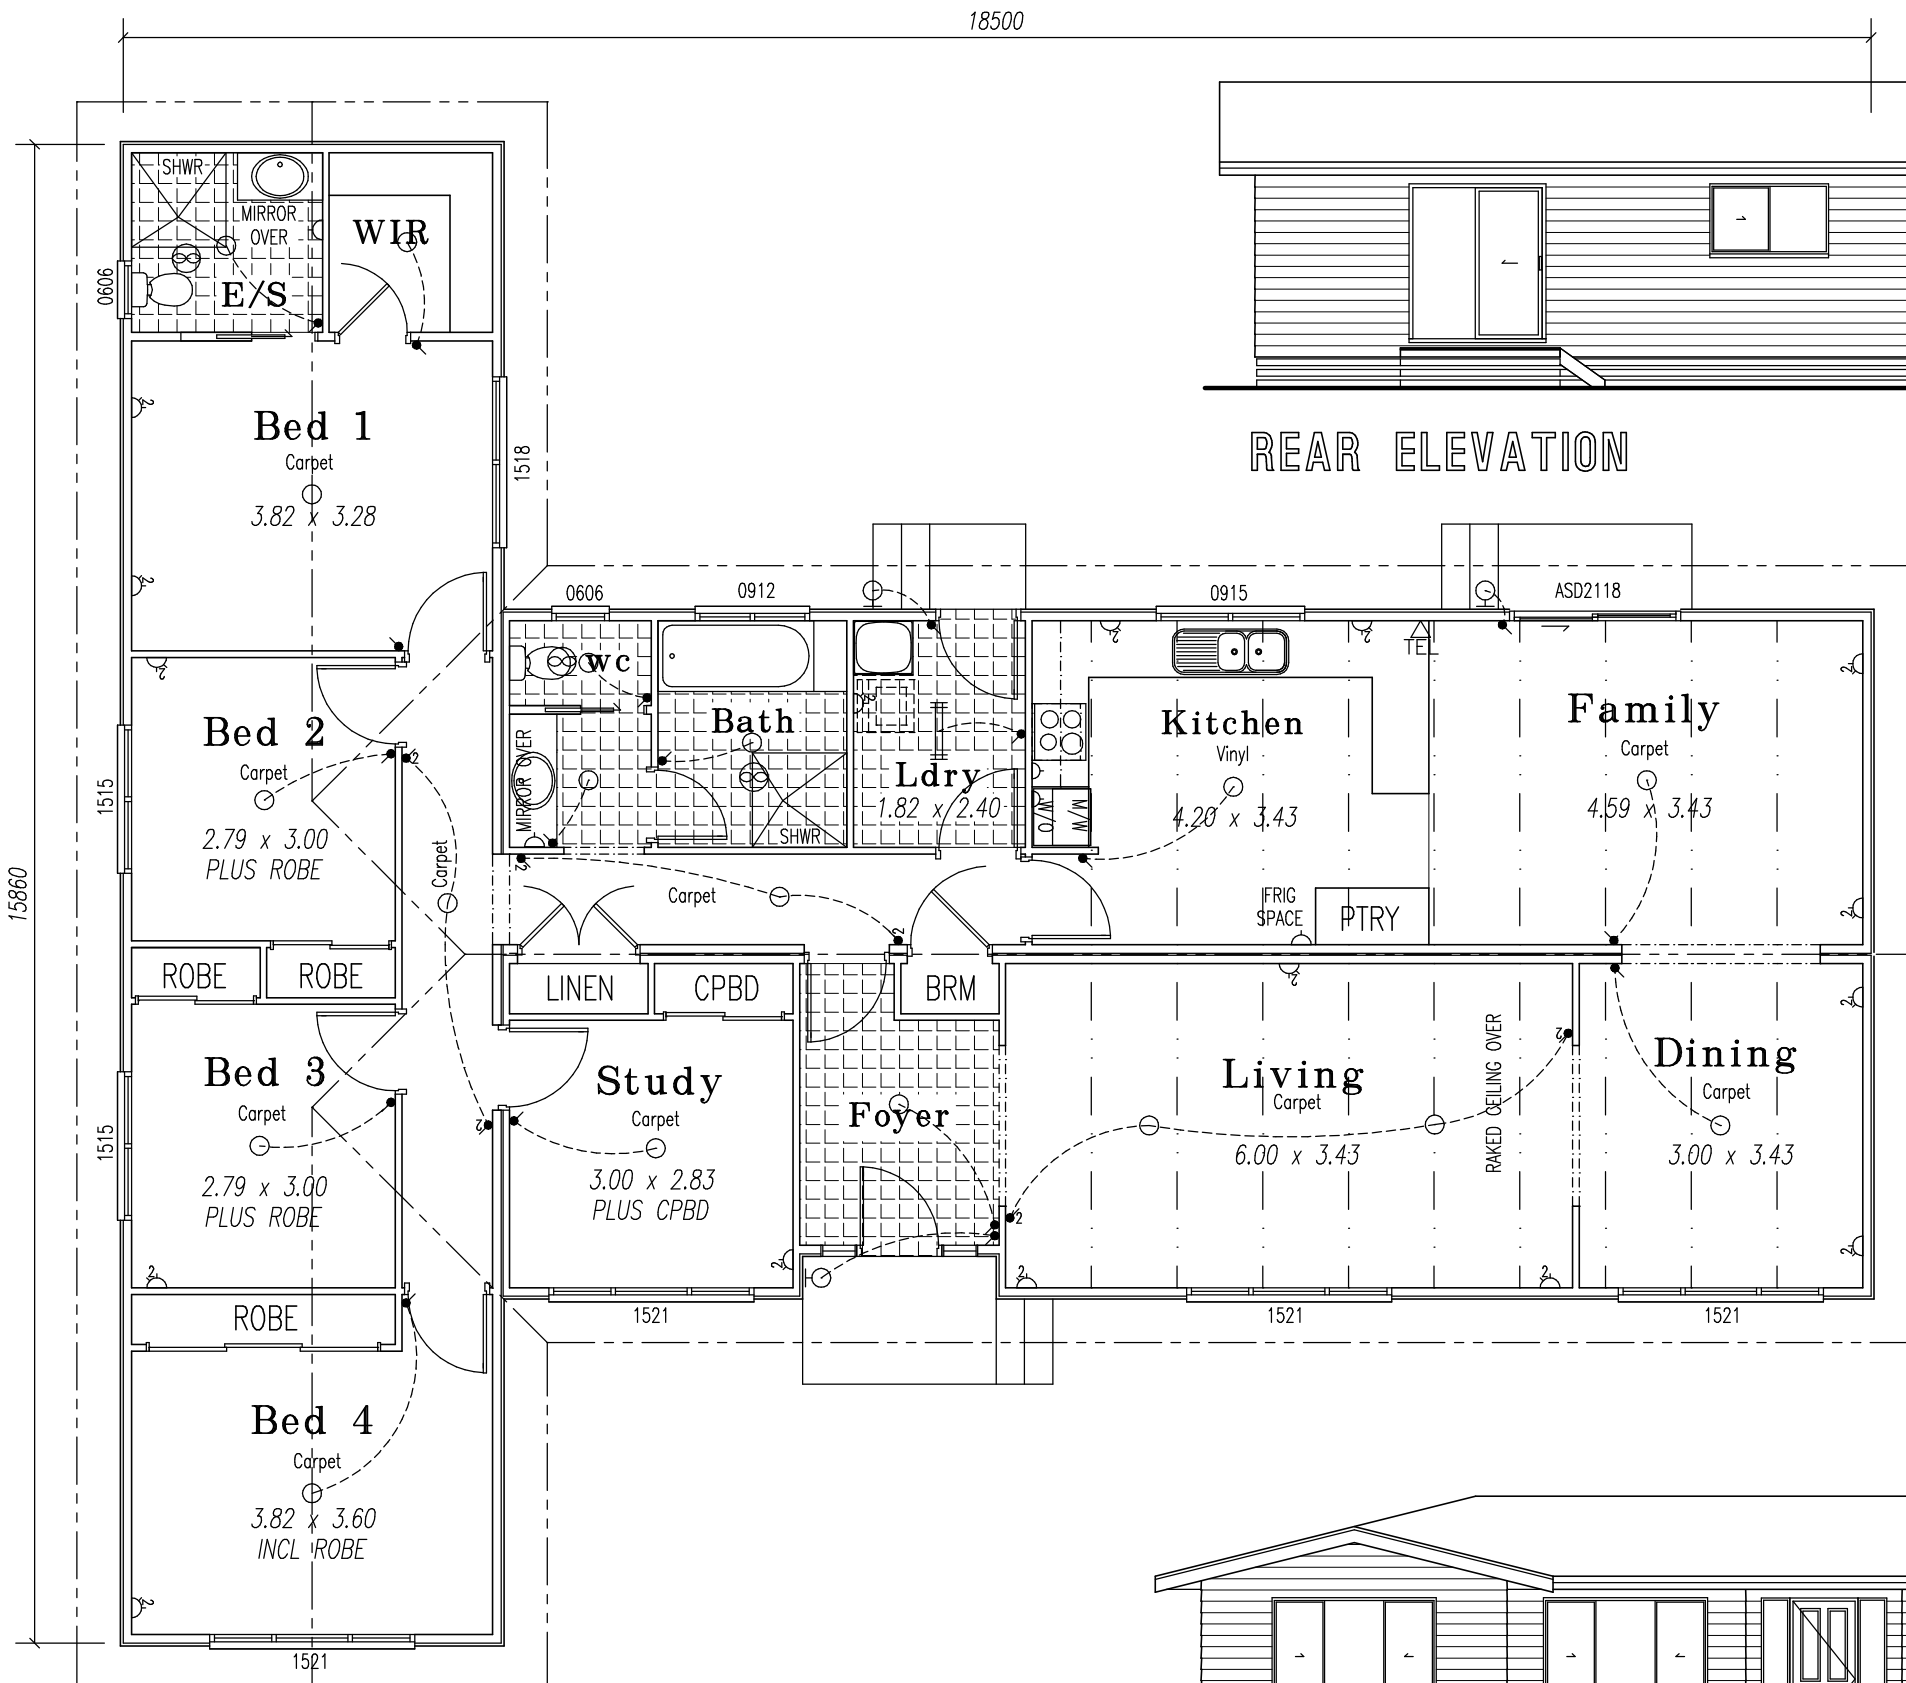 18500
SHWR
MIRROR
OVER
WIR
E/S
0606
Bed 1
Carpet
3.82 x 3.28
1518
REAR ELEVATION
0606
0912
0915
ASD2118
TEL
wc
Bed 2
Carpet
2.79 x 3.00
PLUS ROBE
1515
Carpet
MIRROR OVER
Bath
SHWR
Ldry
1.82 x 2.40
Kitchen
Vinyl
4.20 x 3.43
W/O
M/W
Family
Carpet
4.59 x 3.43
15860
Carpet
FRIG
SPACE
PTRY
ROBE
ROBE
LINEN
CPBD
BRM
Bed 3
Carpet
2.79 x 3.00
PLUS ROBE
1515
Study
Carpet
3.00 x 2.83
PLUS CPBD
Foyer
Living
Carpet
6.00 x 3.43
RAKED CEILING OVER
Dining
Carpet
3.00 x 3.43
ROBE
1521
1521
1521
Bed 4
Carpet
3.82 x 3.60
INCL ROBE
1521